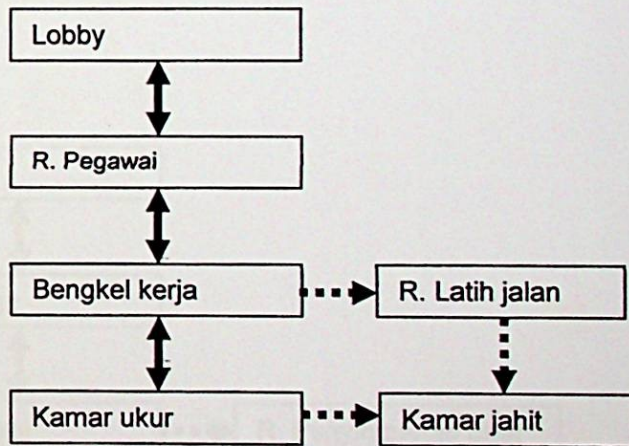 Lobby
R. Pegawai
Bengkel kerja
R. Latih jalan
Kamar ukur
Kamar jahit